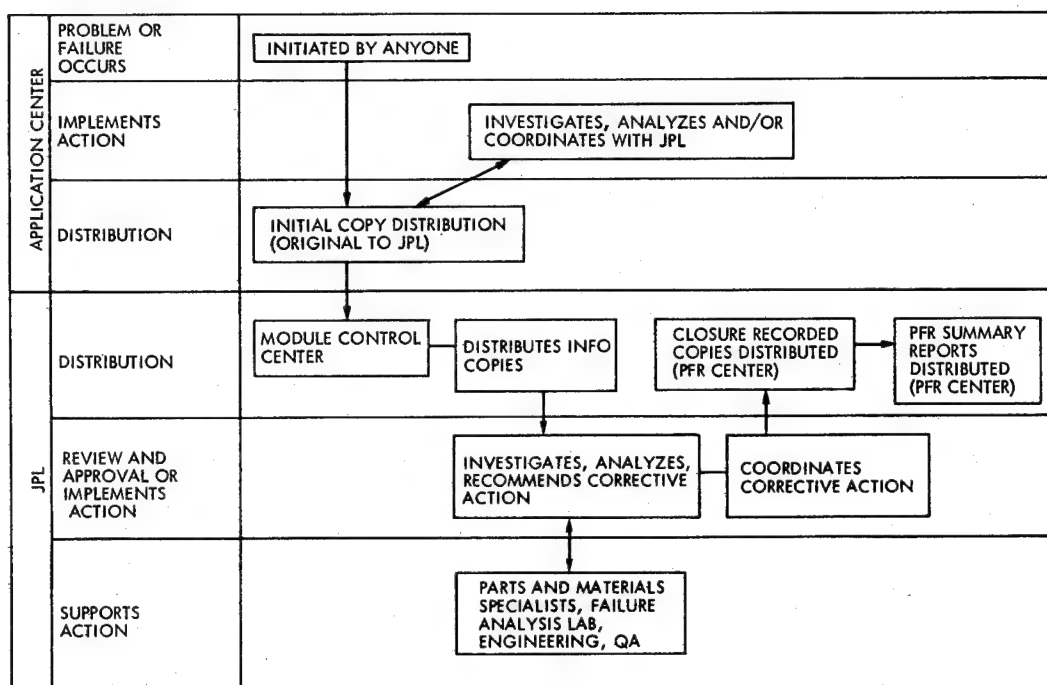 APPLICATION CENTER
PROBLEM OR
FAILURE
OCCURS
INITIATED BY ANYONE
IMPLEMENTS
ACTION
INVESTIGATES, ANALYZES AND/OR
COORDINATES WITH JPL
DISTRIBUTION
INITIAL COPY DISTRIBUTION
(ORIGINAL TO JPL)
JPL
DISTRIBUTION
MODULE CONTROL
CENTER
DISTRIBUTES INFO
COPIES
CLOSURE RECORDED
COPIES DISTRIBUTED
(PFR CENTER)
PFR SUMMARY
REPORTS
DISTRIBUTED
(PFR CENTER)
REVIEW AND
APPROVAL OR
IMPLEMENTS
ACTION
INVESTIGATES, ANALYZES,
RECOMMENDS CORRECTIVE
ACTION
COORDINATES
CORRECTIVE ACTION
SUPPORTS
ACTION
PARTS AND MATERIALS
SPECIALISTS, FAILURE
ANALYSIS LAB,
ENGINEERING, QA